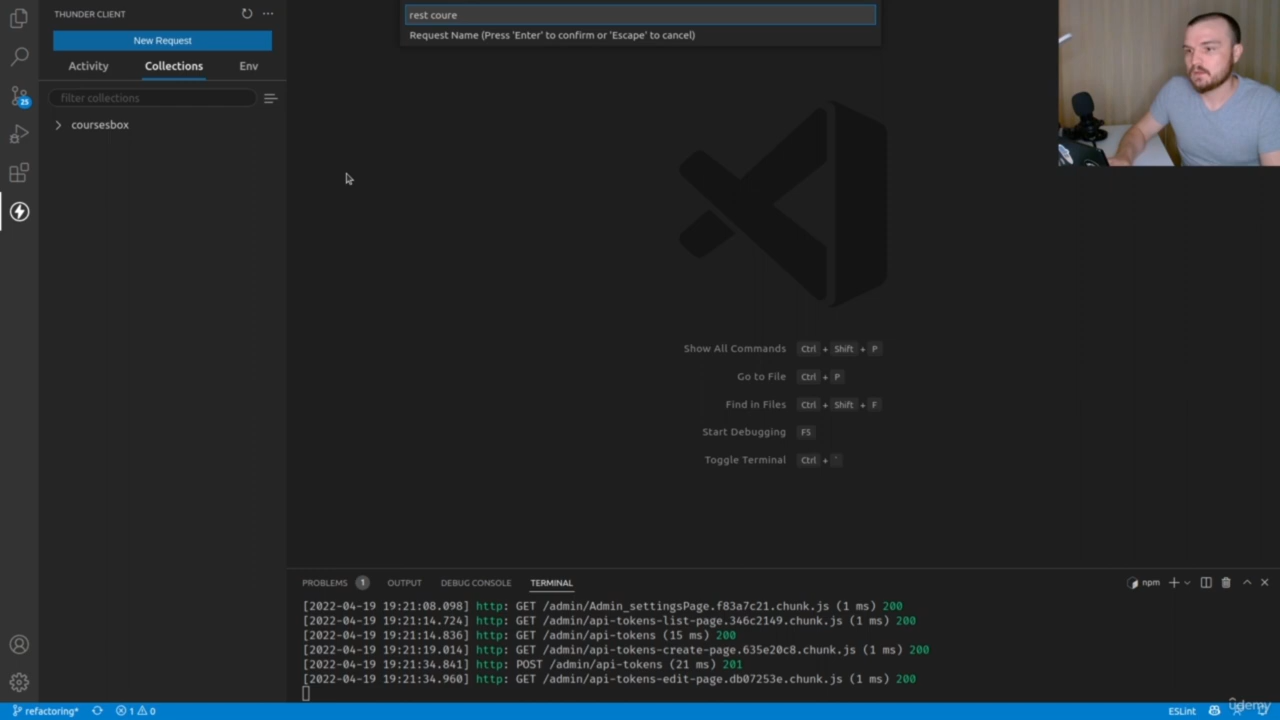 THUNDER CLIENT
New Request
Activity Collections Env
filter collections
coursesbox
25
rest coure
Request Name (Press 'Enter' to confirm or 'Escape' to cancel)
Show All Commands Ctrl + Shift + P
Go to File Ctrl + P
Find in Files Ctrl + Shift + F
Start Debugging F5
Toggle Terminal Ctrl + `
PROBLEMS 1 OUTPUT DEBUG CONSOLE TERMINAL npm
[2022-04-19 19:21:08.098] http: GET /admin/Admin_settingsPage.f83a7c21.chunk.js (1 ms) 200
[2022-04-19 19:21:14.724] http: GET /admin/api-tokens-list-page.346c2149.chunk.js (1 ms) 200
[2022-04-19 19:21:14.836] http: GET /admin/api-tokens (15 ms) 200
[2022-04-19 19:21:19.014] http: GET /admin/api-tokens-create-page.635e20c8.chunk.js (1 ms) 200
[2022-04-19 19:21:34.841] http: POST /admin/api-tokens (21 ms) 201
[2022-04-19 19:21:34.960] http: GET /admin/api-tokens-edit-page.db07253e.chunk.js (1 ms) 200
refactoring* 1 0 ESLint
udemy